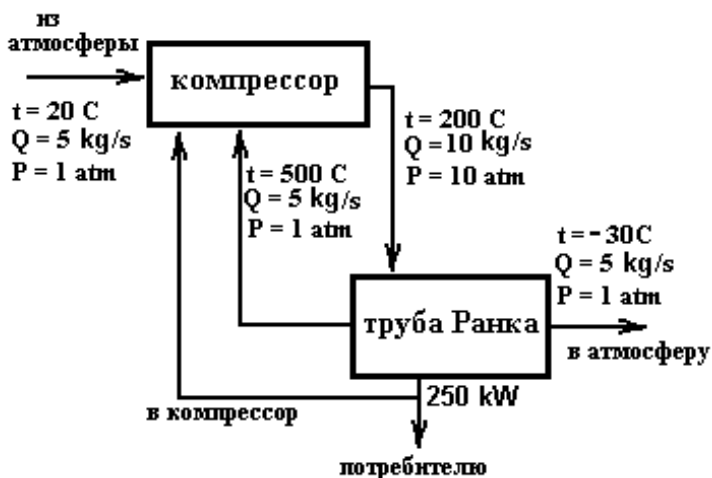 из
атмосферы
компрессор
t = 20 C
Q = 5 kg/s
P = 1 atm
t = 500 C
Q = 5 kg/s
P = 1 atm
t = 200 C
Q = 10 kg/s
P = 10 atm
t = - 30 C
Q = 5 kg/s
P = 1 atm
труба Ранка
в атмосферу
250 kW
в компрессор
потребителю